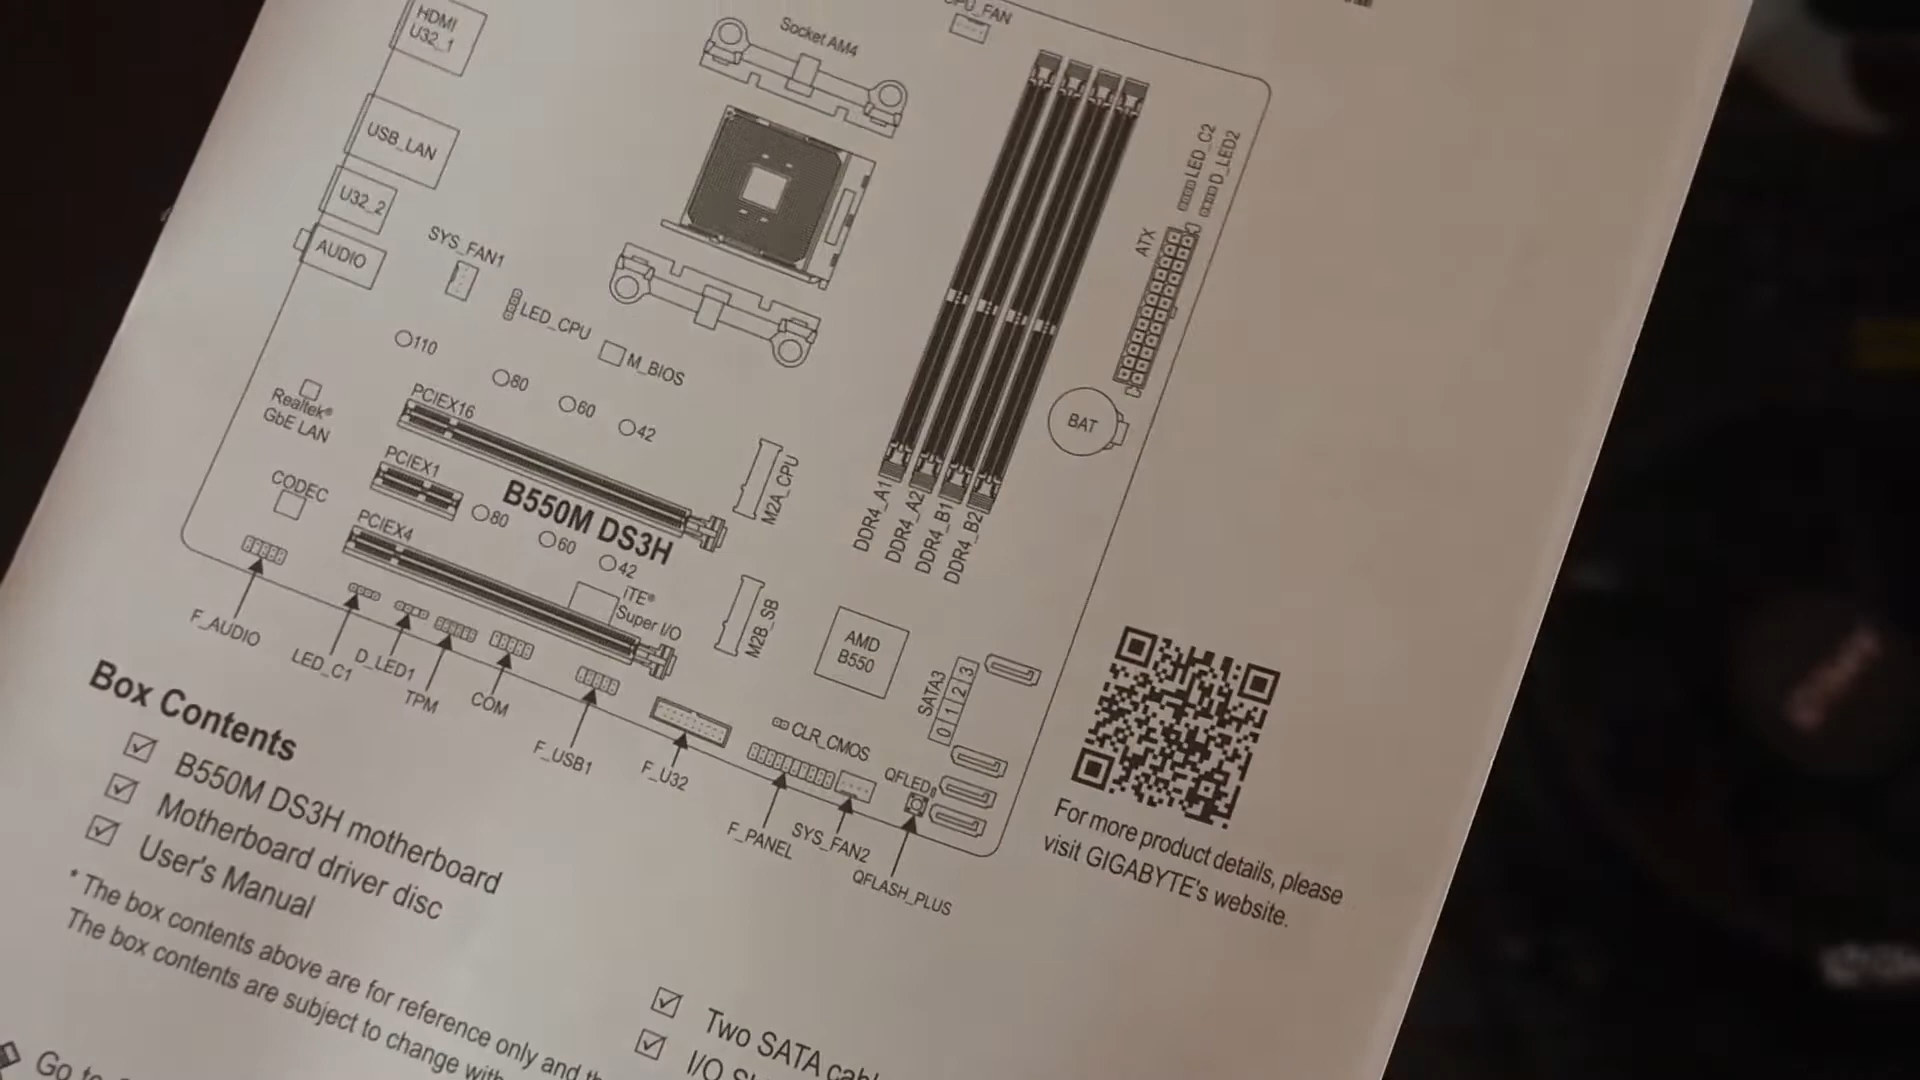 HDMI
U32_1
CPU_FAN
Socket AM4
USB_LAN
U32_2
AUDIO
SYS_FAN1
LED_CPU
M_BIOS
LED_C2
D_LED2
ATX
BAT
110
80
60
42
Realtek®
GbE LAN
PCIEX16
PCIEX1
CODEC
PCIEX4
B550M DS3H
80
60
42
M2A_CPU
DDR4_A1
DDR4_A2
DDR4_B1
DDR4_B2
iTE®
Super I/O
M2B_SB
AMD
B550
SATA3
0 1 2 3
F_AUDIO
LED_C1
D_LED1
TPM
COM
F_USB1
F_U32
CLR_CMOS
QFLED
F_PANEL
SYS_FAN2
QFLASH_PLUS
For more product details, please
visit GIGABYTE's website.
Box Contents
B550M DS3H motherboard
Motherboard driver disc
User's Manual
* The box contents above are for reference only and
The box contents are subject to change
Two SATA
I/O
Go to